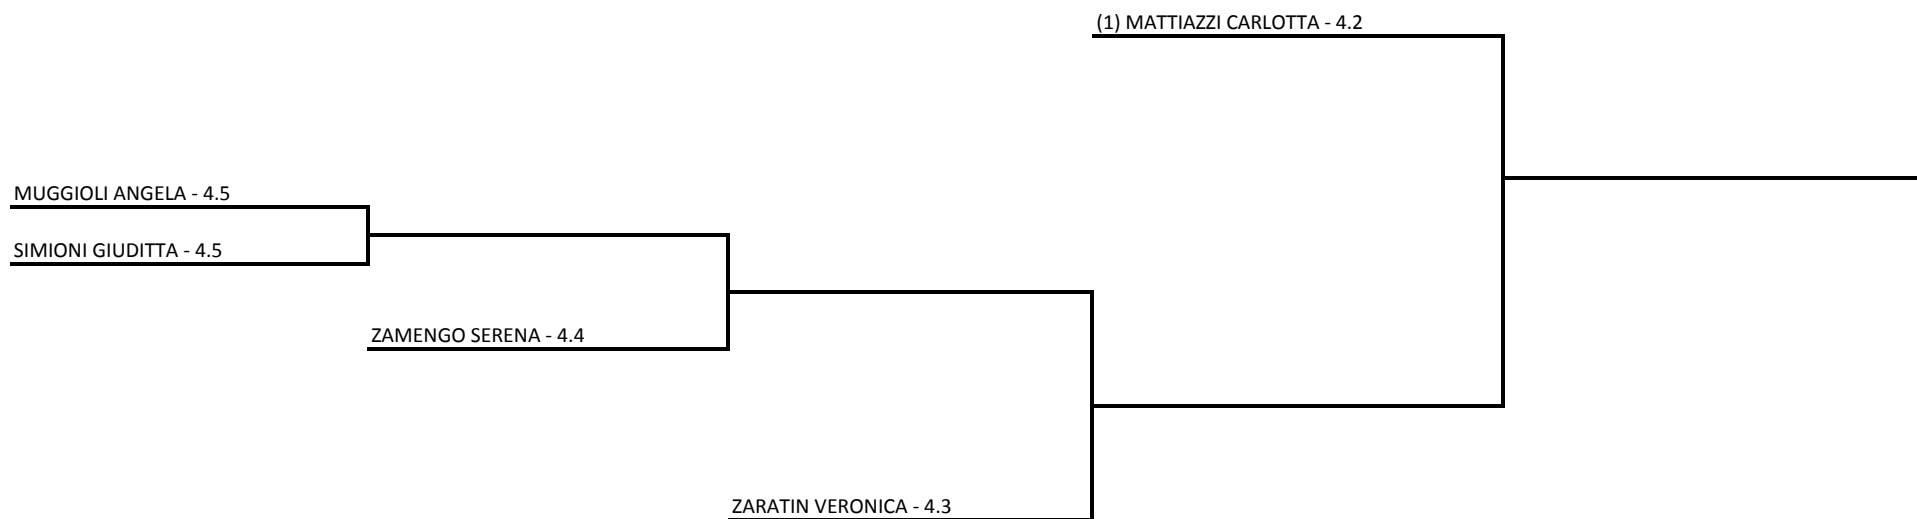 (1) MATTIAZZI CARLOTTA - 4.2
MUGGIOLI ANGELA - 4.5
SIMIONI GIUDITTA - 4.5
ZAMENGO SERENA - 4.4
ZARATIN VERONICA - 4.3